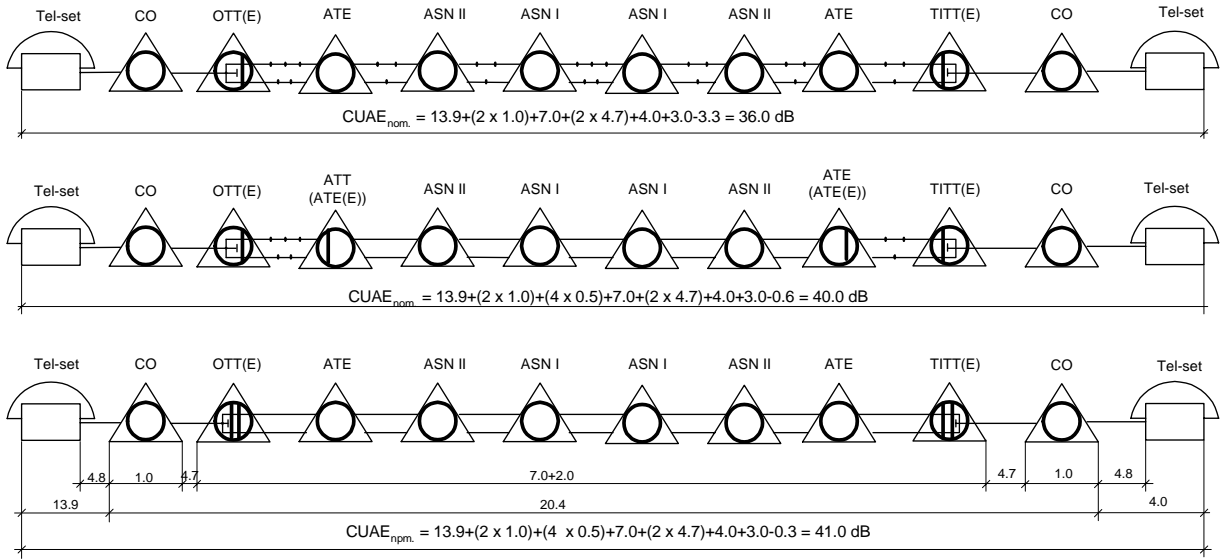 Tel-set CO OTT(E) ATE ASN II ASN I ASN I ASN II ATE TITT(E) CO Tel-set
CUAEnom. = 13.9+(2 x 1.0)+7.0+(2 x 4.7)+4.0+3.0-3.3 = 36.0 dB
Tel-set CO OTT(E) ATT (ATE(E)) ASN II ASN I ASN I ASN II ATE (ATE(E)) TITT(E) CO Tel-set
CUAEnom. = 13.9+(2 x 1.0)+(4 x 0.5)+7.0+(2 x 4.7)+4.0+3.0-0.6 = 40.0 dB
Tel-set CO OTT(E) ATE ASN II ASN I ASN I ASN II ATE TITT(E) CO Tel-set
4.8 1.0 4.7 7.0+2.0 4.7 1.0 4.8
13.9 20.4 4.0
CUAEnpm. = 13.9+(2 x 1.0)+(4 x 0.5)+7.0+(2 x 4.7)+4.0+3.0-0.3 = 41.0 dB